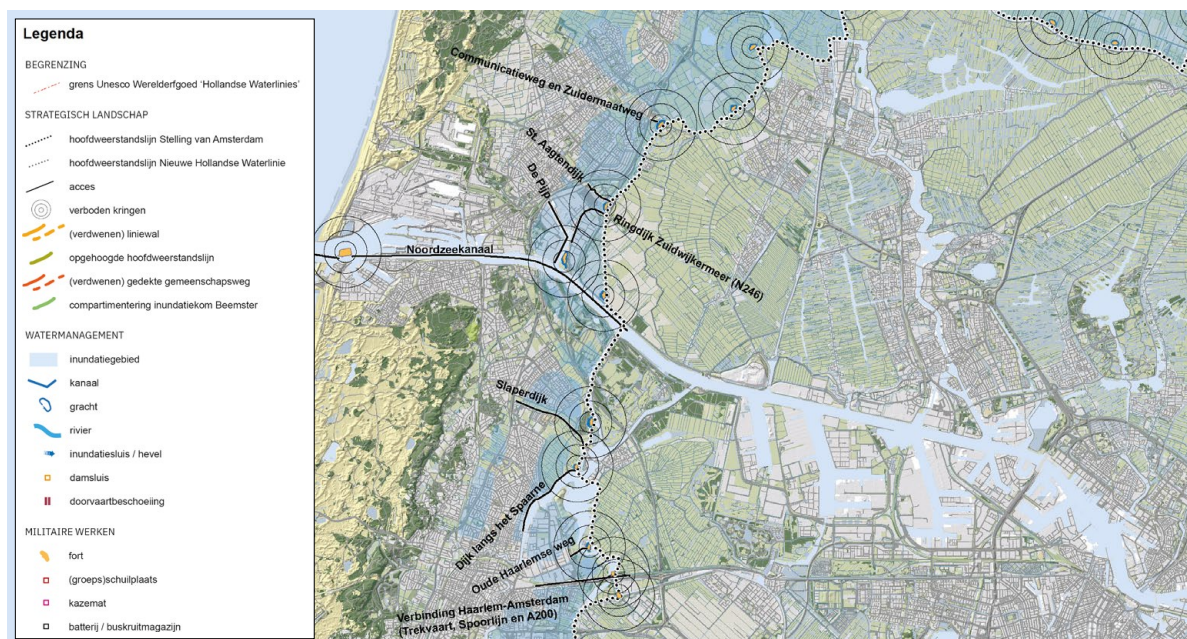 Legenda
BEGRENZING
grens Unesco Werelderfgoed 'Hollandse Waterlinies'
STRATEGISCH LANDSCHAP
hoofdweerstandslijn Stelling van Amsterdam
hoofdweerstandslijn Nieuwe Hollandse Waterlinie
acces
verboden kringen
(verdwenen) liniewal
opgehoogde hoofdweerstandslijn
(verdwenen) gedekte gemeenschapsweg
compartimentering inundatiekom Beemster
WATERMANAGEMENT
inundatiegebied
kanaal
gracht
rivier
inundatiesluis / hevel
damsluis
doorvaartbeschoeiing
MILITAIRE WERKEN
fort
(groeps)schuilplaats
kazemat
batterij / buskruitmagazijn
Communicatieweg en Zuidermaatweg
St. Aagtendijk
De Pijp
Ringdijk Zuidwijkermeer (N246)
Noordzeekanaal
Slaperdijk
Dijk langs het Spaarne
Oude Haarlemse weg
Verbinding Haarlem-Amsterdam
(Trekvaart, Spoorlijn en A200)